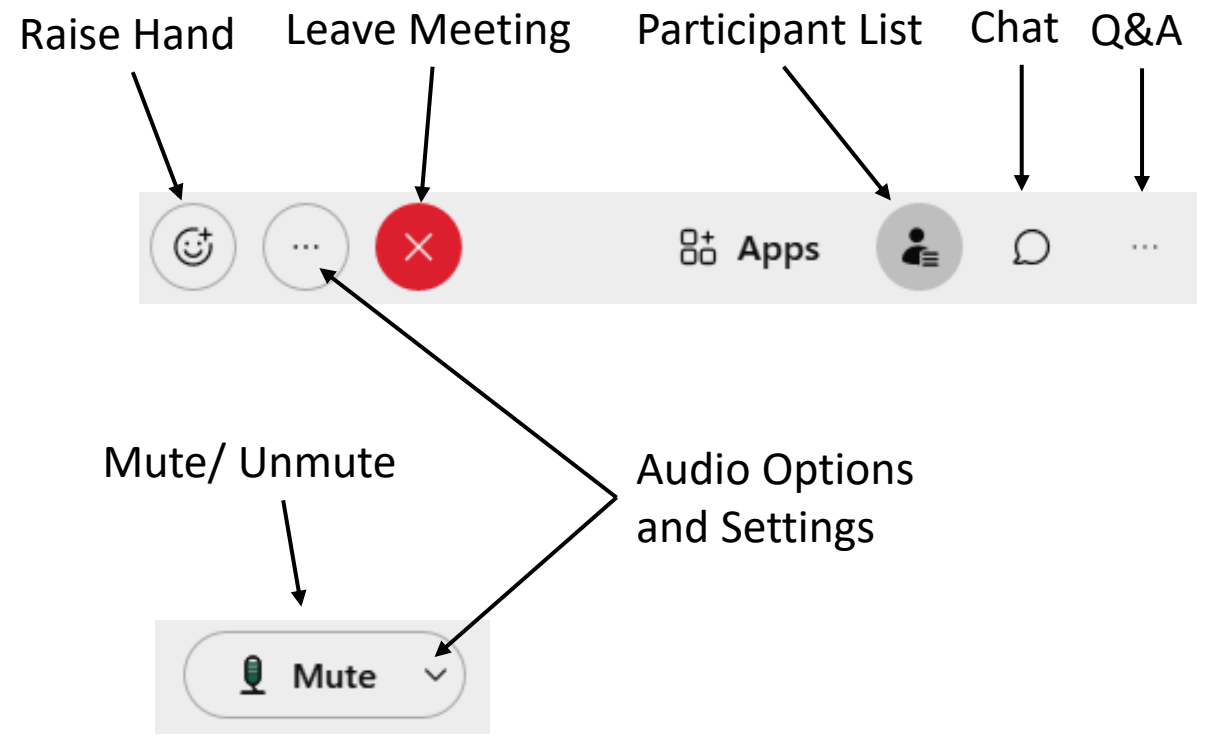 Raise Hand
Leave Meeting
Participant List
Chat
Q&A
Apps
Mute/ Unmute
Audio Options
and Settings
Mute